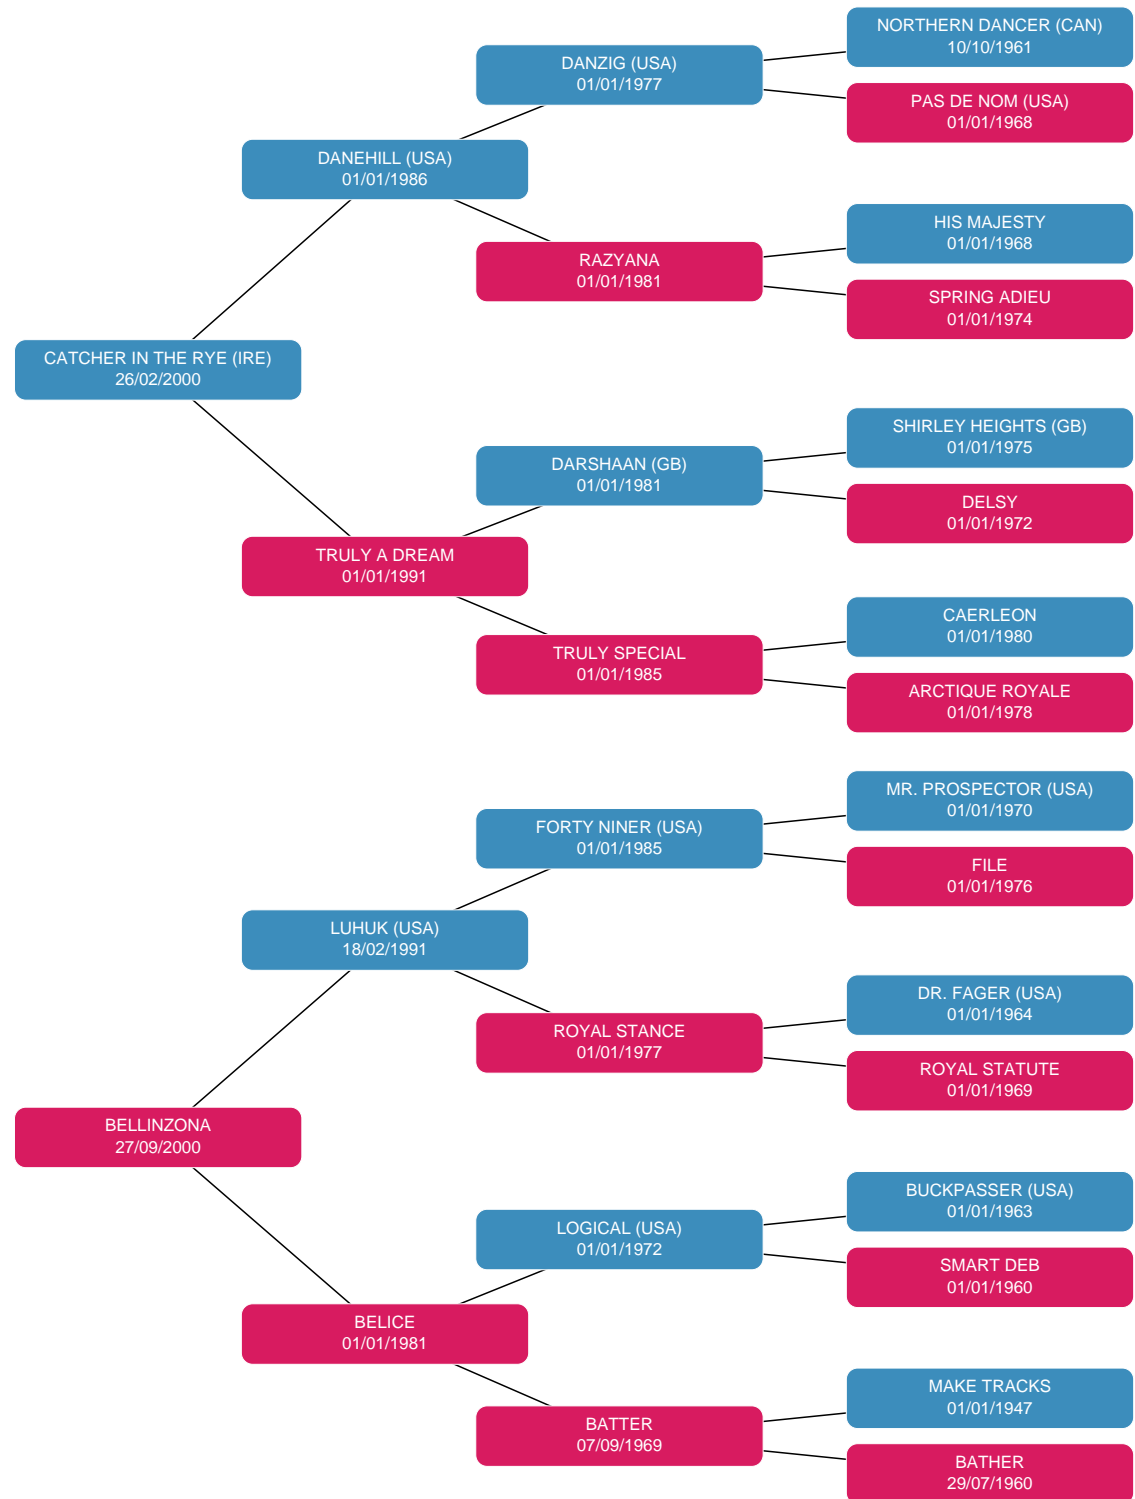 NORTHERN DANCER (CAN)
10/10/1961
DANZIG (USA)
01/01/1977
PAS DE NOM (USA)
01/01/1968
DANEHILL (USA)
01/01/1986
HIS MAJESTY
01/01/1968
RAZYANA
01/01/1981
SPRING ADIEU
01/01/1974
CATCHER IN THE RYE (IRE)
26/02/2000
SHIRLEY HEIGHTS (GB)
01/01/1975
DARSHAAN (GB)
01/01/1981
DELSY
01/01/1972
TRULY A DREAM
01/01/1991
CAERLEON
01/01/1980
TRULY SPECIAL
01/01/1985
ARCTIQUE ROYALE
01/01/1978
MR. PROSPECTOR (USA)
01/01/1970
FORTY NINER (USA)
01/01/1985
FILE
01/01/1976
LUHUK (USA)
18/02/1991
DR. FAGER (USA)
01/01/1964
ROYAL STANCE
01/01/1977
ROYAL STATUTE
01/01/1969
BELLINZONA
27/09/2000
BUCKPASSER (USA)
01/01/1963
LOGICAL (USA)
01/01/1972
SMART DEB
01/01/1960
BELICE
01/01/1981
MAKE TRACKS
01/01/1947
BATTER
07/09/1969
BATHER
29/07/1960